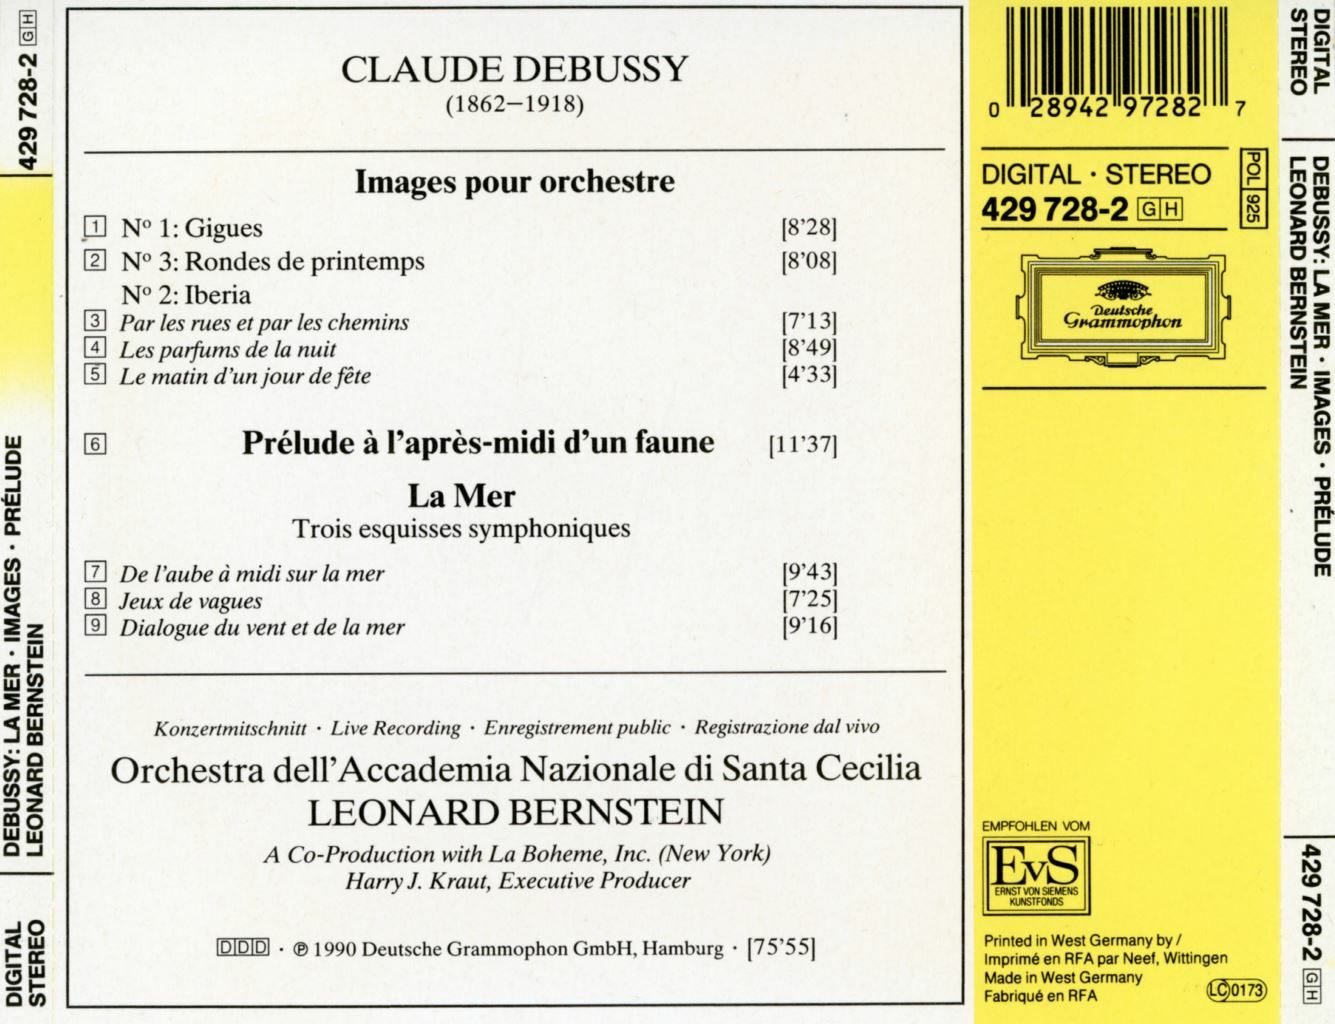 429 728-2 GH
DEBUSSY: LA MER · IMAGES · PRÉLUDE
LEONARD BERNSTEIN
DIGITAL
STEREO
CLAUDE DEBUSSY
(1862–1918)
Images pour orchestre
1 Nº 1: Gigues [8'28]
2 Nº 3: Rondes de printemps [8'08]
Nº 2: Iberia
3 Par les rues et par les chemins [7'13]
4 Les parfums de la nuit [8'49]
5 Le matin d'un jour de fête [4'33]
6 Prélude à l'après-midi d'un faune [11'37]
La Mer
Trois esquisses symphoniques
7 De l'aube à midi sur la mer [9'43]
8 Jeux de vagues [7'25]
9 Dialogue du vent et de la mer [9'16]
Konzertmitschnitt · Live Recording · Enregistrement public · Registrazione dal vivo
Orchestra dell'Accademia Nazionale di Santa Cecilia
LEONARD BERNSTEIN
A Co-Production with La Boheme, Inc. (New York)
Harry J. Kraut, Executive Producer
DDD · ℗ 1990 Deutsche Grammophon GmbH, Hamburg · [75'55]
0 28942 97282 7
DIGITAL · STEREO
429 728-2 GH
POL 925
Deutsche
Grammophon
EMPFOHLEN VOM
EvS
ERNST VON SIEMENS
KUNSTFONDS
Printed in West Germany by /
Imprimé en RFA par Neef, Wittingen
Made in West Germany
Fabriqué en RFA
LC 0173
DIGITAL
STEREO
DEBUSSY: LA MER · IMAGES · PRÉLUDE
LEONARD BERNSTEIN
429 728-2 GH